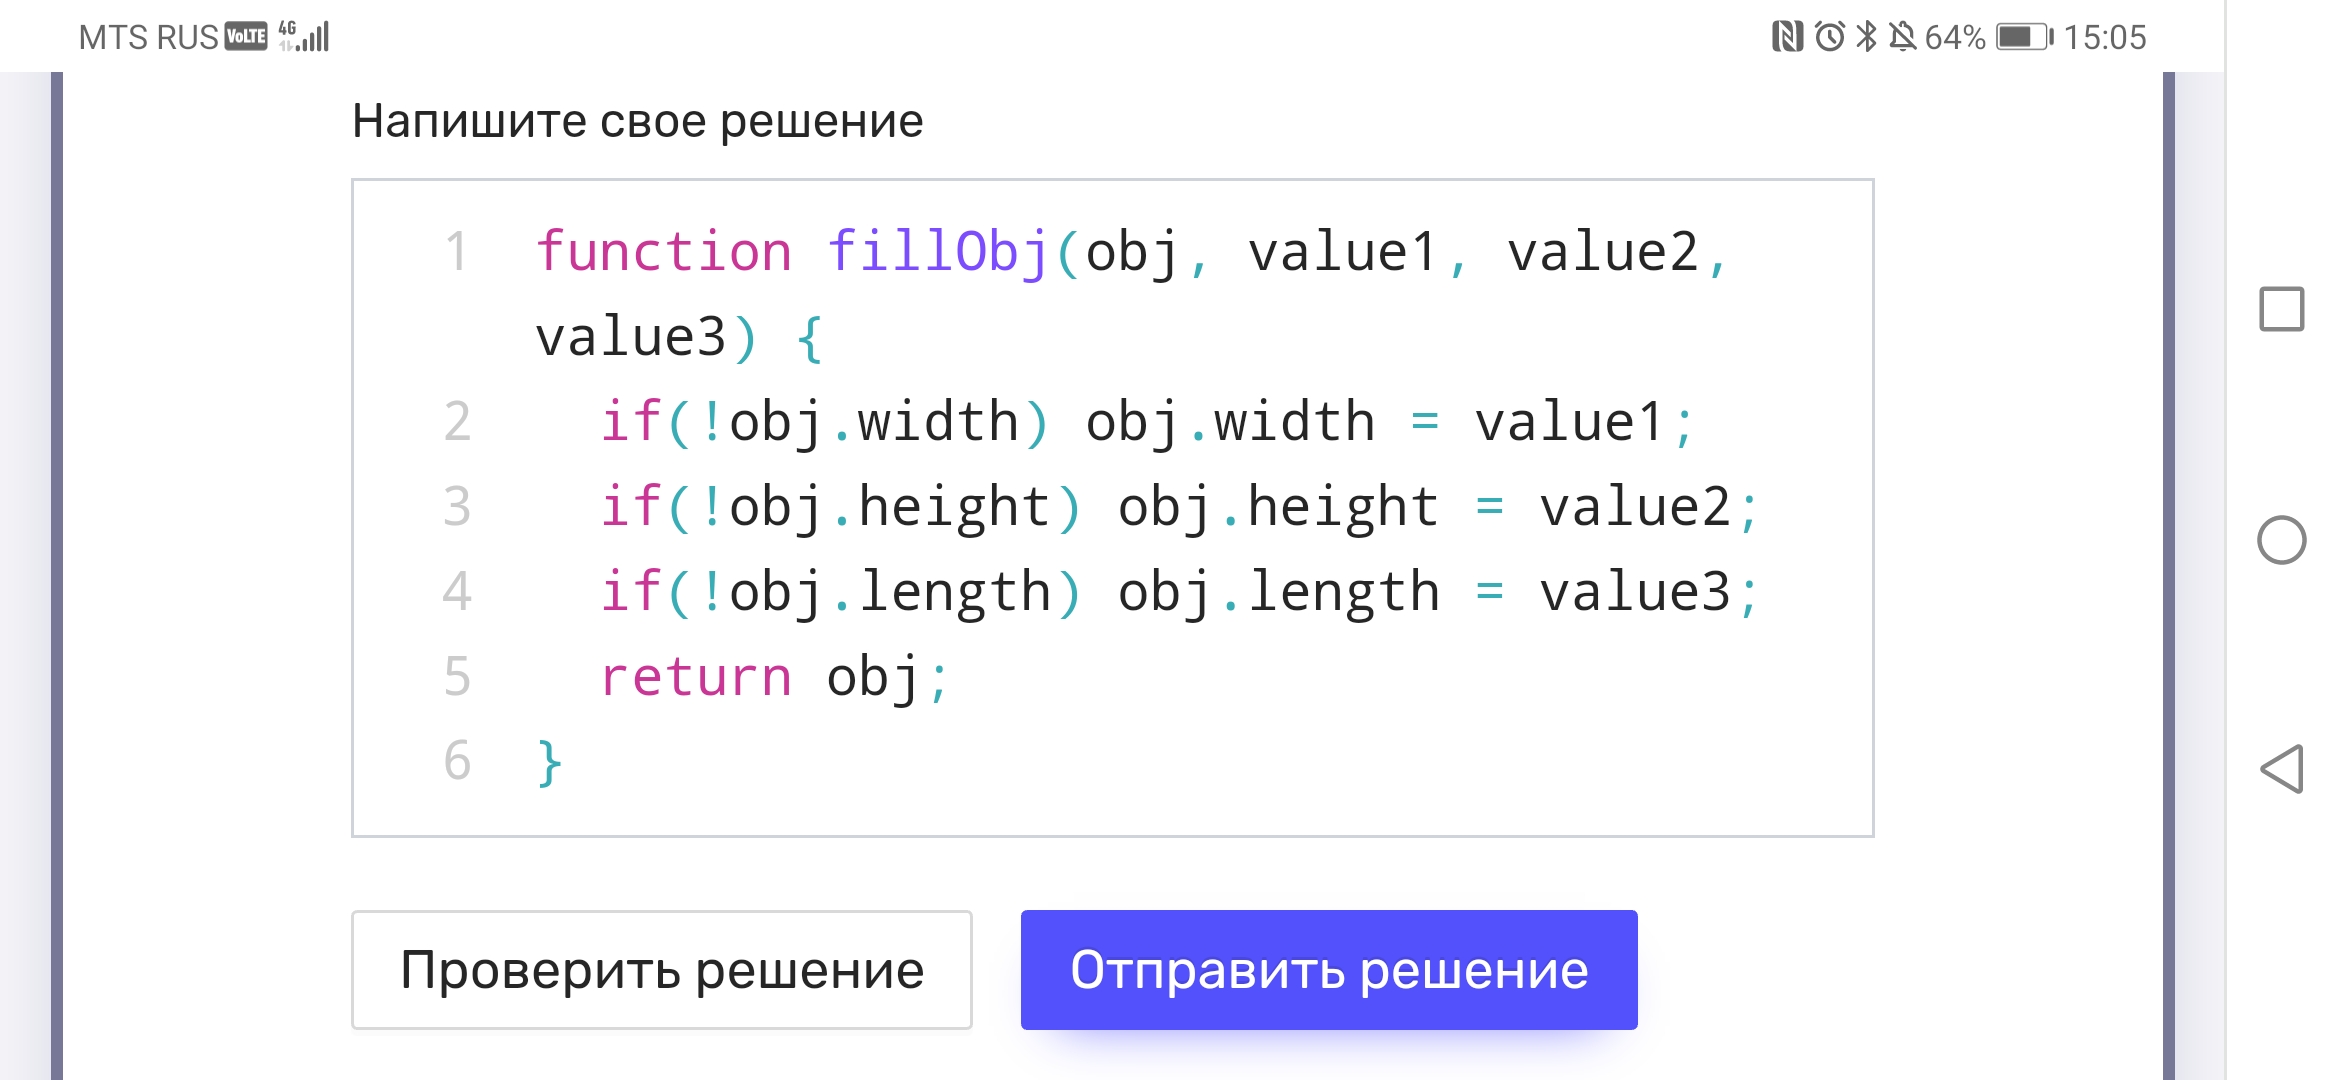 MTS RUS VoLTE 4G 64% 15:05
Напишите свое решение
1 function fillObj(obj, value1, value2,
value3) {
2 if(!obj.width) obj.width = value1;
3 if(!obj.height) obj.height = value2;
4 if(!obj.length) obj.length = value3;
5 return obj;
6 }
Проверить решение Отправить решение